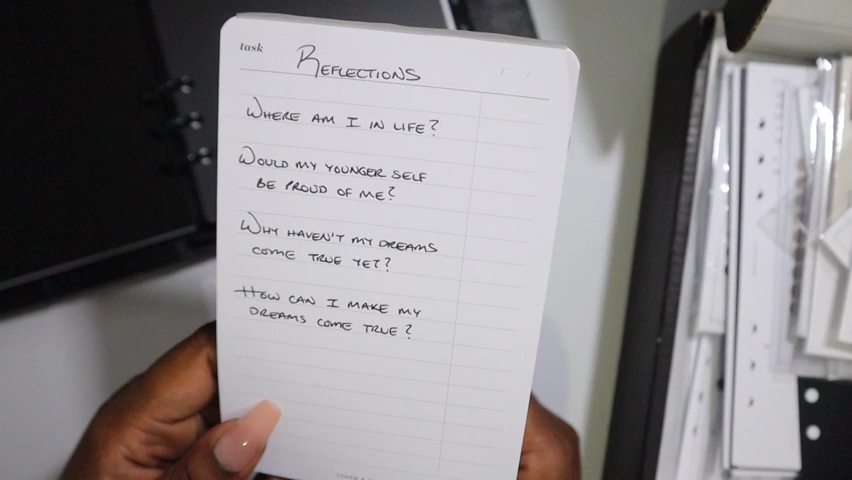 task
REFLECTIONS
WHERE AM I IN LIFE?
WOULD MY YOUNGER SELF
BE PROUD OF ME?
WHY HAVEN'T MY DREAMS
COME TRUE YET?
HOW CAN I MAKE MY
DREAMS COME TRUE?